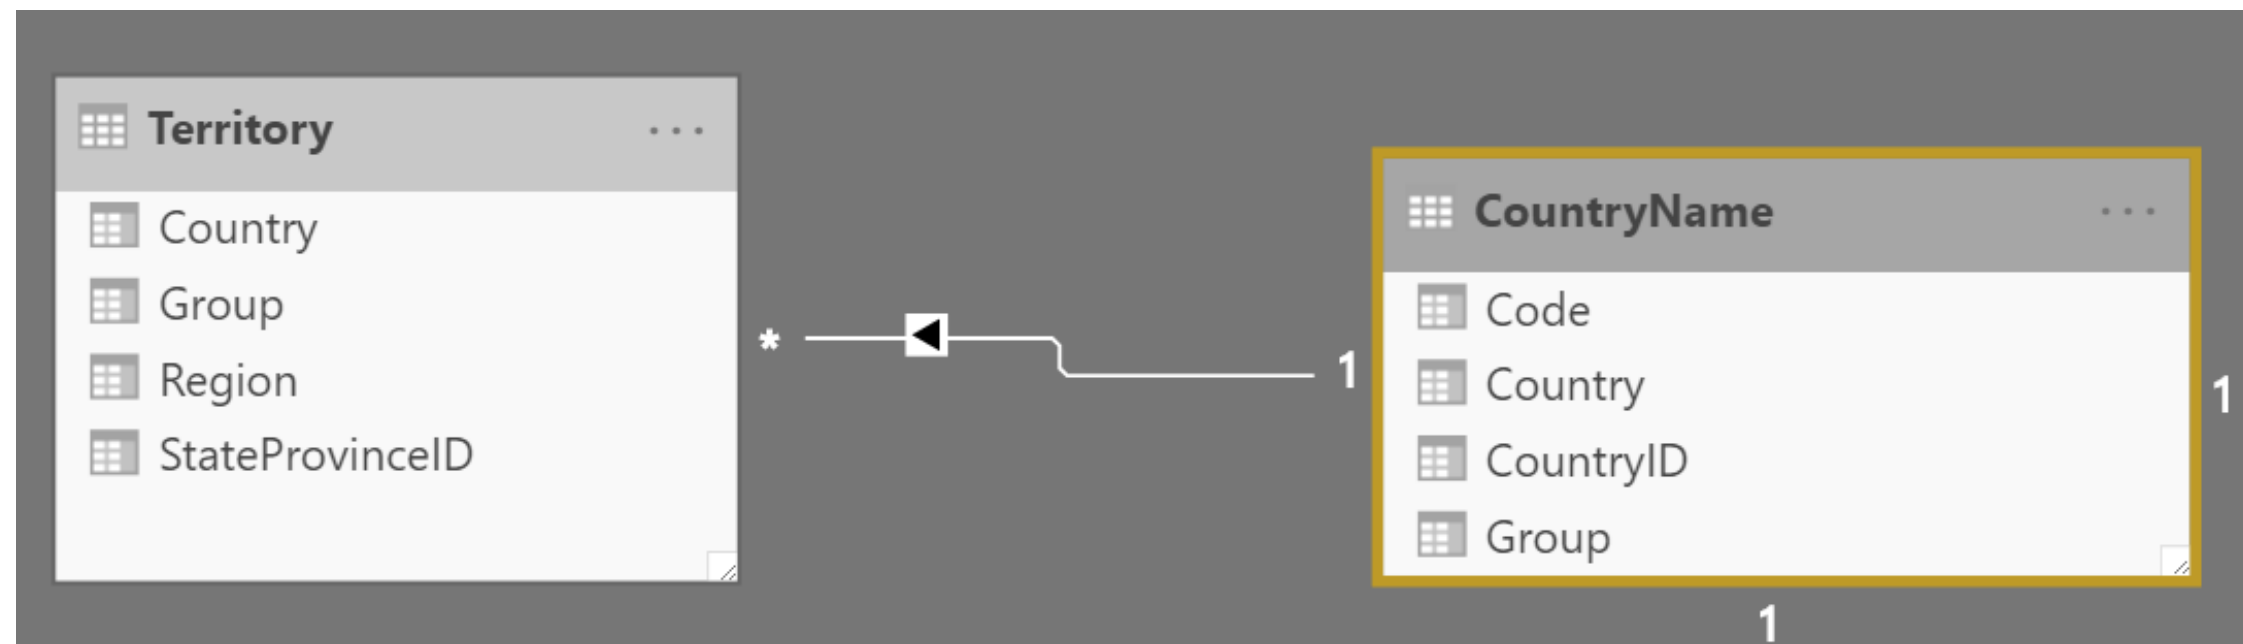 Territory ...
Country
Group
Region
StateProvinceID
* 1
CountryName ...
Code
Country
CountryID
Group
1
1